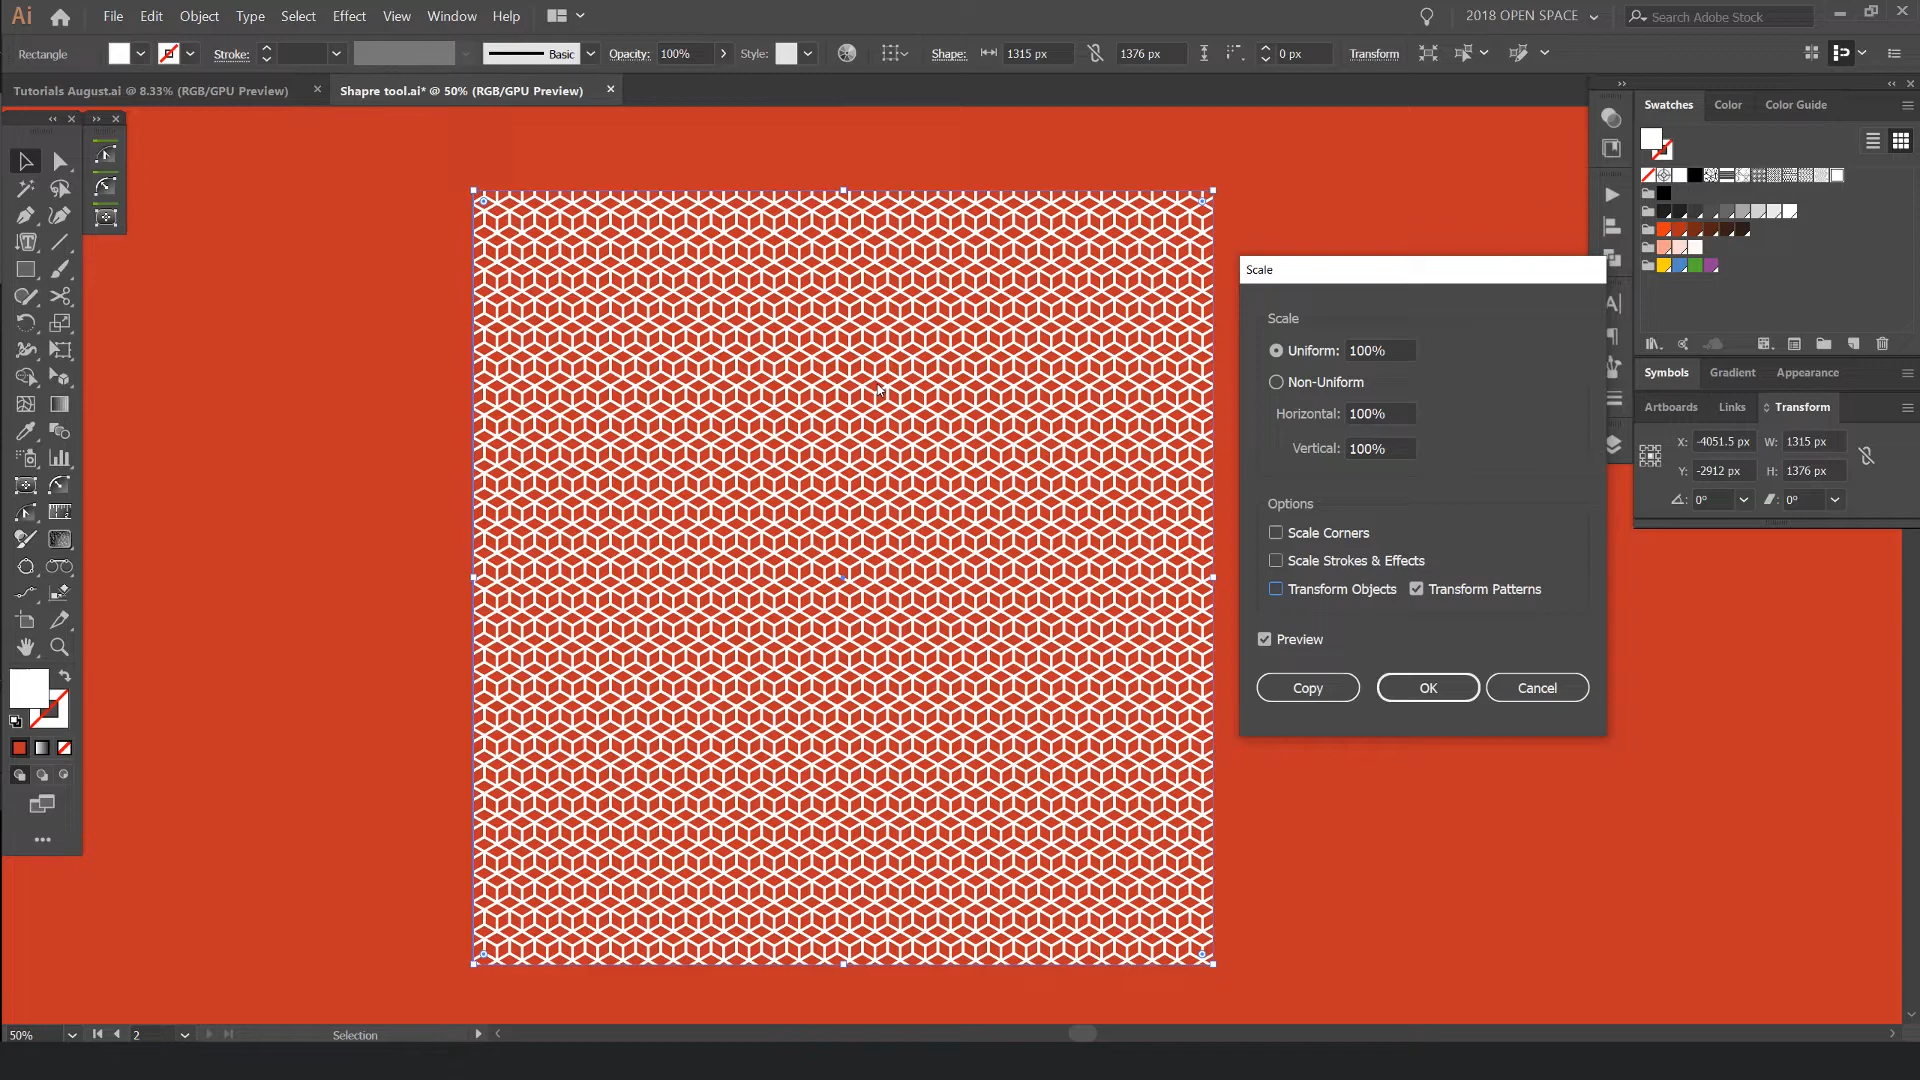 Ai File Edit Object Type Select Effect View Window Help 2018 OPEN SPACE Search Adobe Stock
Rectangle Stroke: Basic Opacity: 100% Style: Shape: 1315 px 1376 px 0 px Transform
Tutorials August.ai @ 8.33% (RGB/GPU Preview) Shapre tool.ai* @ 50% (RGB/GPU Preview)
Swatches Color Color Guide
Scale
Scale
Uniform: 100%
Non-Uniform
Horizontal: 100%
Vertical: 100%
Options
Scale Corners
Scale Strokes & Effects
Transform Objects Transform Patterns
Preview
Copy OK Cancel
Symbols Gradient Appearance
Artboards Links Transform
X: -4051.5 px W: 1315 px
Y: -2912 px H: 1376 px
0° 0°
50% 2 Selection